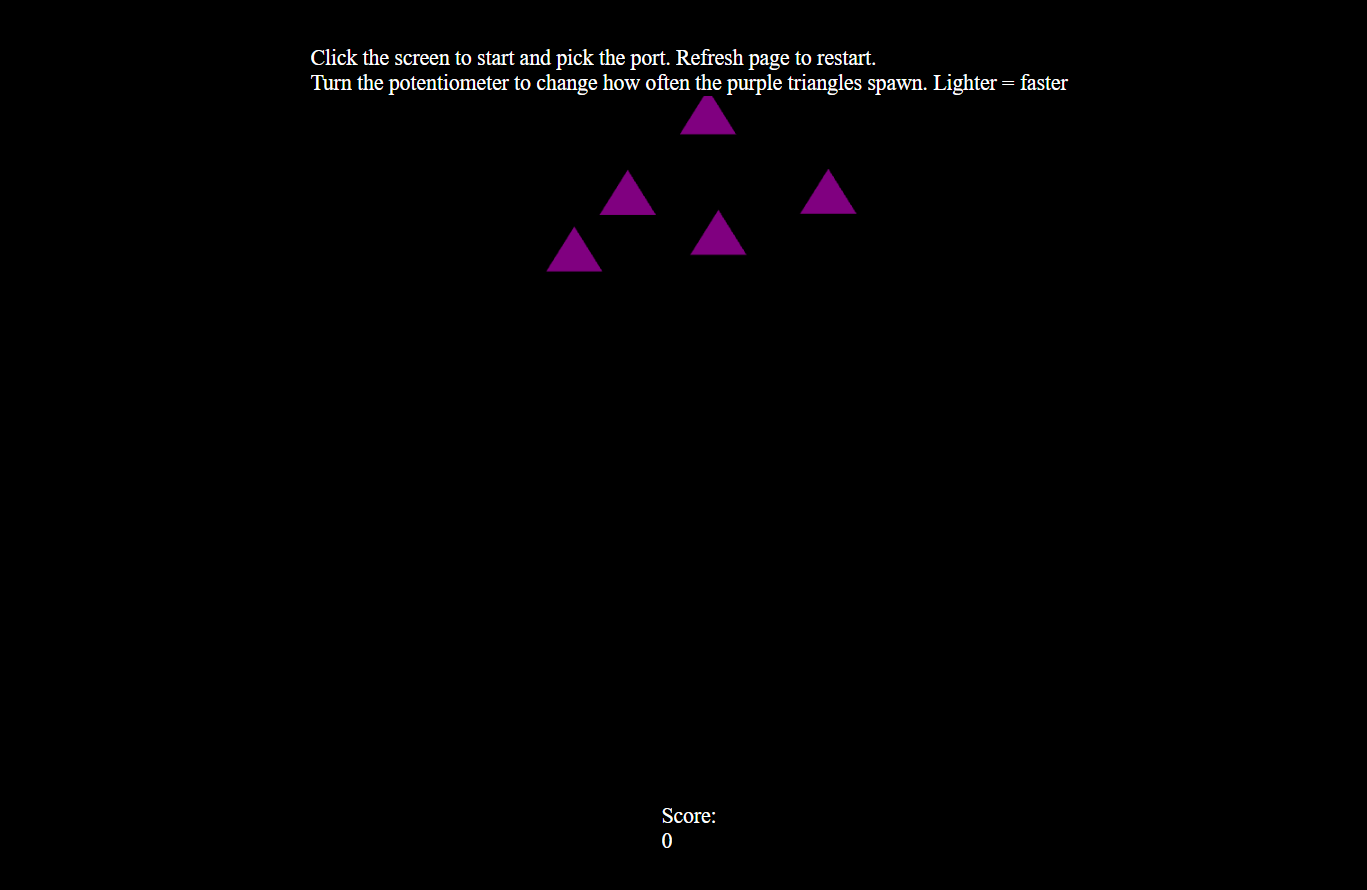 Click the screen to start and pick the port. Refresh page to restart.
Turn the potentiometer to change how often the purple triangles spawn. Lighter = faster
Score:
0